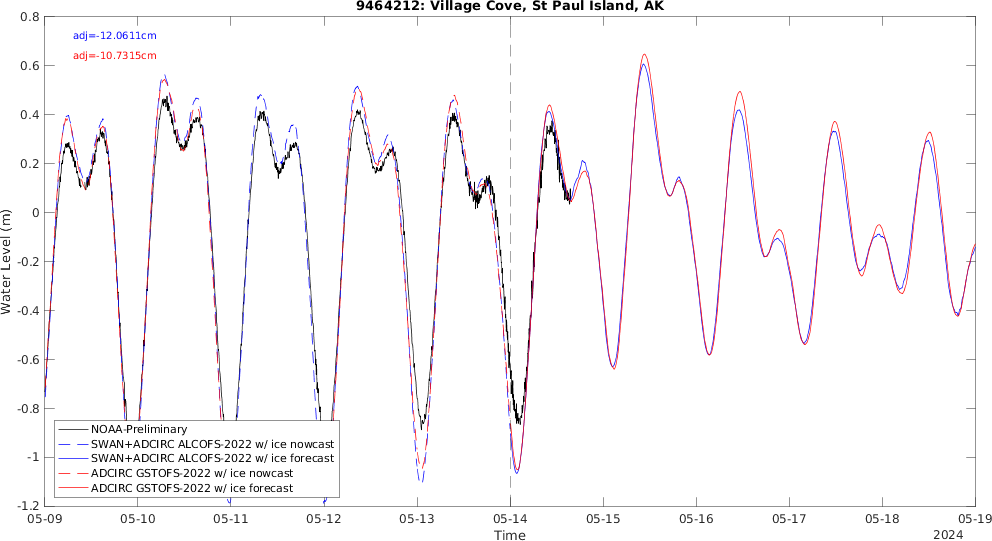 9464212: Village Cove, St Paul Island, AK
adj=-12.0611cm
adj=-10.7315cm
Water Level (m)
0.8
0.6
0.4
0.2
0
-0.2
-0.4
-0.6
-0.8
-1
-1.2
NOAA-Preliminary
SWAN+ADCIRC ALCOFS-2022 w/ ice nowcast
SWAN+ADCIRC ALCOFS-2022 w/ ice forecast
ADCIRC GSTOFS-2022 w/ ice nowcast
ADCIRC GSTOFS-2022 w/ ice forecast
05-09 05-10 05-11 05-12 05-13 05-14 05-15 05-16 05-17 05-18 05-19
Time
2024